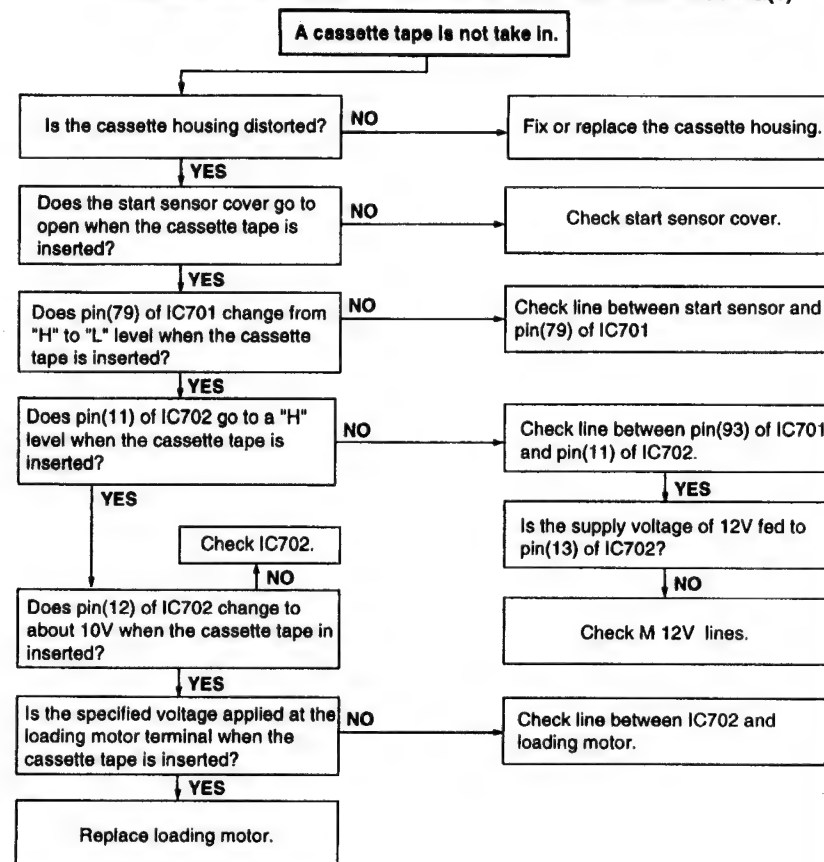 A cassette tape is not take in.
Is the cassette housing distorted?
NO
Fix or replace the cassette housing.
YES
Does the start sensor cover go to
open when the cassette tape is
inserted?
NO
Check start sensor cover.
YES
Does pin(79) of IC701 change from
"H" to "L" level when the cassette
tape is inserted?
NO
Check line between start sensor and
pin(79) of IC701
YES
Does pin(11) of IC702 go to a "H"
level when the cassette tape is
inserted?
NO
Check line between pin(93) of IC701
and pin(11) of IC702.
YES
YES
Is the supply voltage of 12V fed to
pin(13) of IC702?
Check IC702.
NO
NO
Does pin(12) of IC702 change to
about 10V when the cassette tape in
inserted?
Check M 12V lines.
YES
Is the specified voltage applied at the
loading motor terminal when the
cassette tape is inserted?
NO
Check line between IC702 and
loading motor.
YES
Replace loading motor.